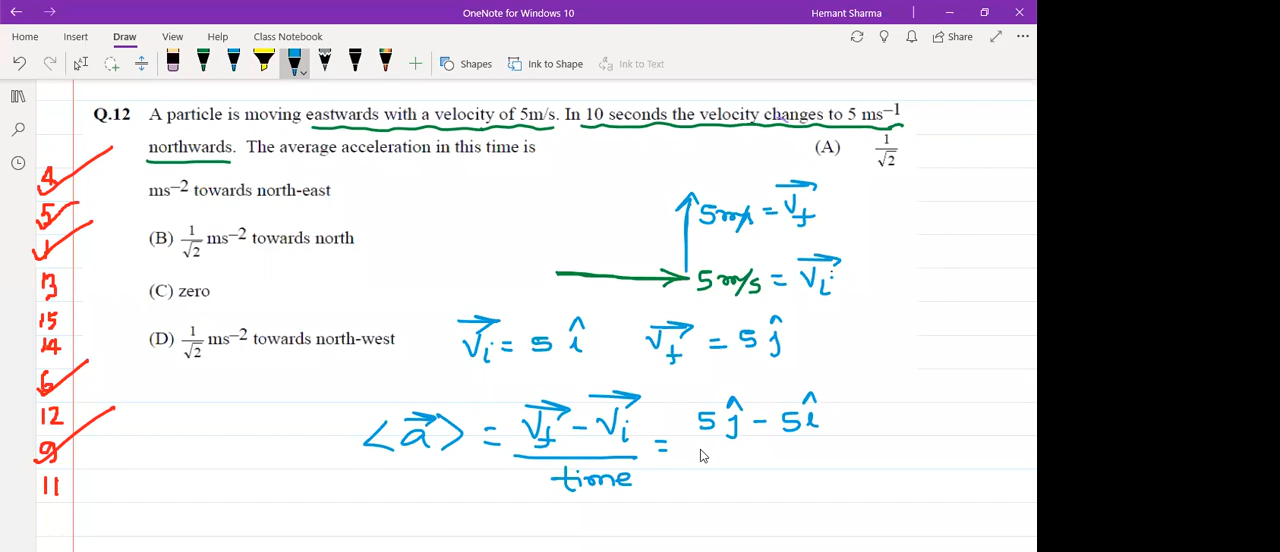 OneNote for Windows 10
Hemant Sharma
Home Insert Draw View Help Class Notebook
Share
Shapes Ink to Shape Ink to Text
Q.12 A particle is moving eastwards with a velocity of 5m/s. In 10 seconds the velocity changes to 5 ms⁻¹
northwards. The average acceleration in this time is (A) 1/√2
ms⁻² towards north-east
(B) 1/√2 ms⁻² towards north
(C) zero
(D) 1/√2 ms⁻² towards north-west
4
5
1
13
15
14
6
12
9
11
5m/s = V⃗f
5m/s = V⃗i
V⃗i = 5 î V⃗f = 5 ĵ
<a⃗> = (V⃗f - V⃗i)/time = 5ĵ - 5î